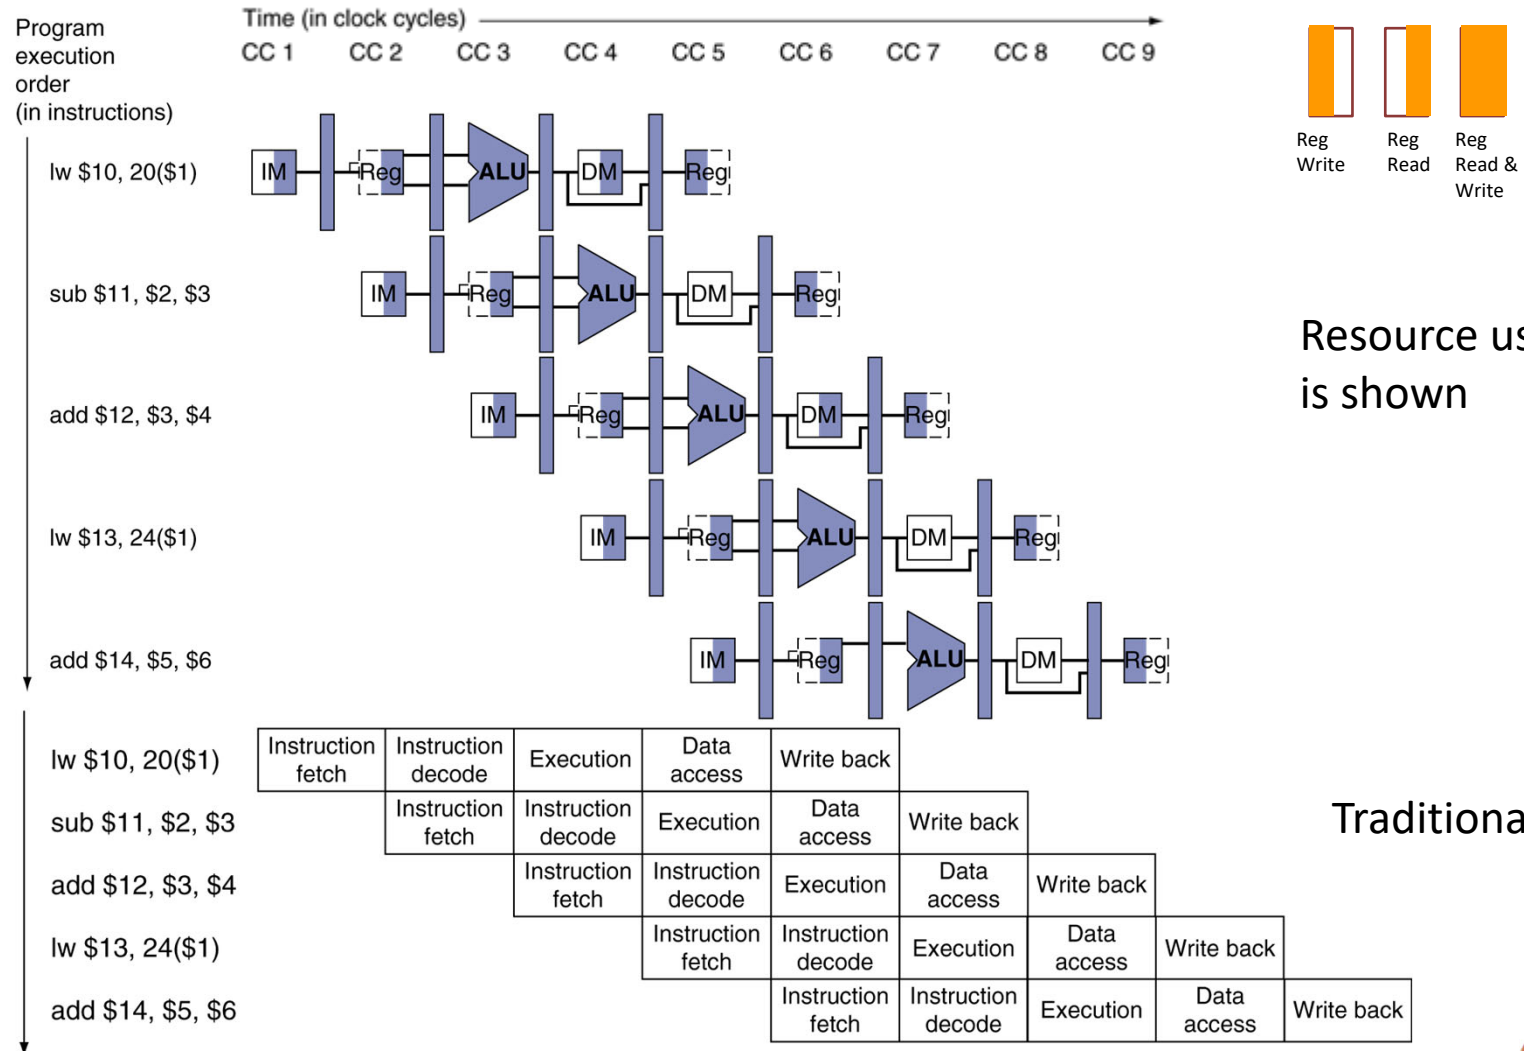 Program
execution
order
(in instructions)
Time (in clock cycles)
CC 1 CC 2 CC 3 CC 4 CC 5 CC 6 CC 7 CC 8 CC 9
Reg
Write
Reg
Read
Reg
Read &
Write
lw $10, 20($1) IM Reg ALU DM Reg
sub $11, $2, $3 IM Reg ALU DM Reg
Resource
is shown
add $12, $3, $4 IM Reg ALU DM Reg
lw $13, 24($1) IM Reg ALU DM Reg
add $14, $5, $6 IM Reg ALU DM Reg
lw $10, 20($1)
Instruction
fetch
Instruction
decode
Execution
Data
access
Write back
sub $11, $2, $3
Instruction
fetch
Instruction
decode
Execution
Data
access
Write back
Traditiona
add $12, $3, $4
Instruction
fetch
Instruction
decode
Execution
Data
access
Write back
lw $13, 24($1)
Instruction
fetch
Instruction
decode
Execution
Data
access
Write back
add $14, $5, $6
Instruction
fetch
Instruction
decode
Execution
Data
access
Write back